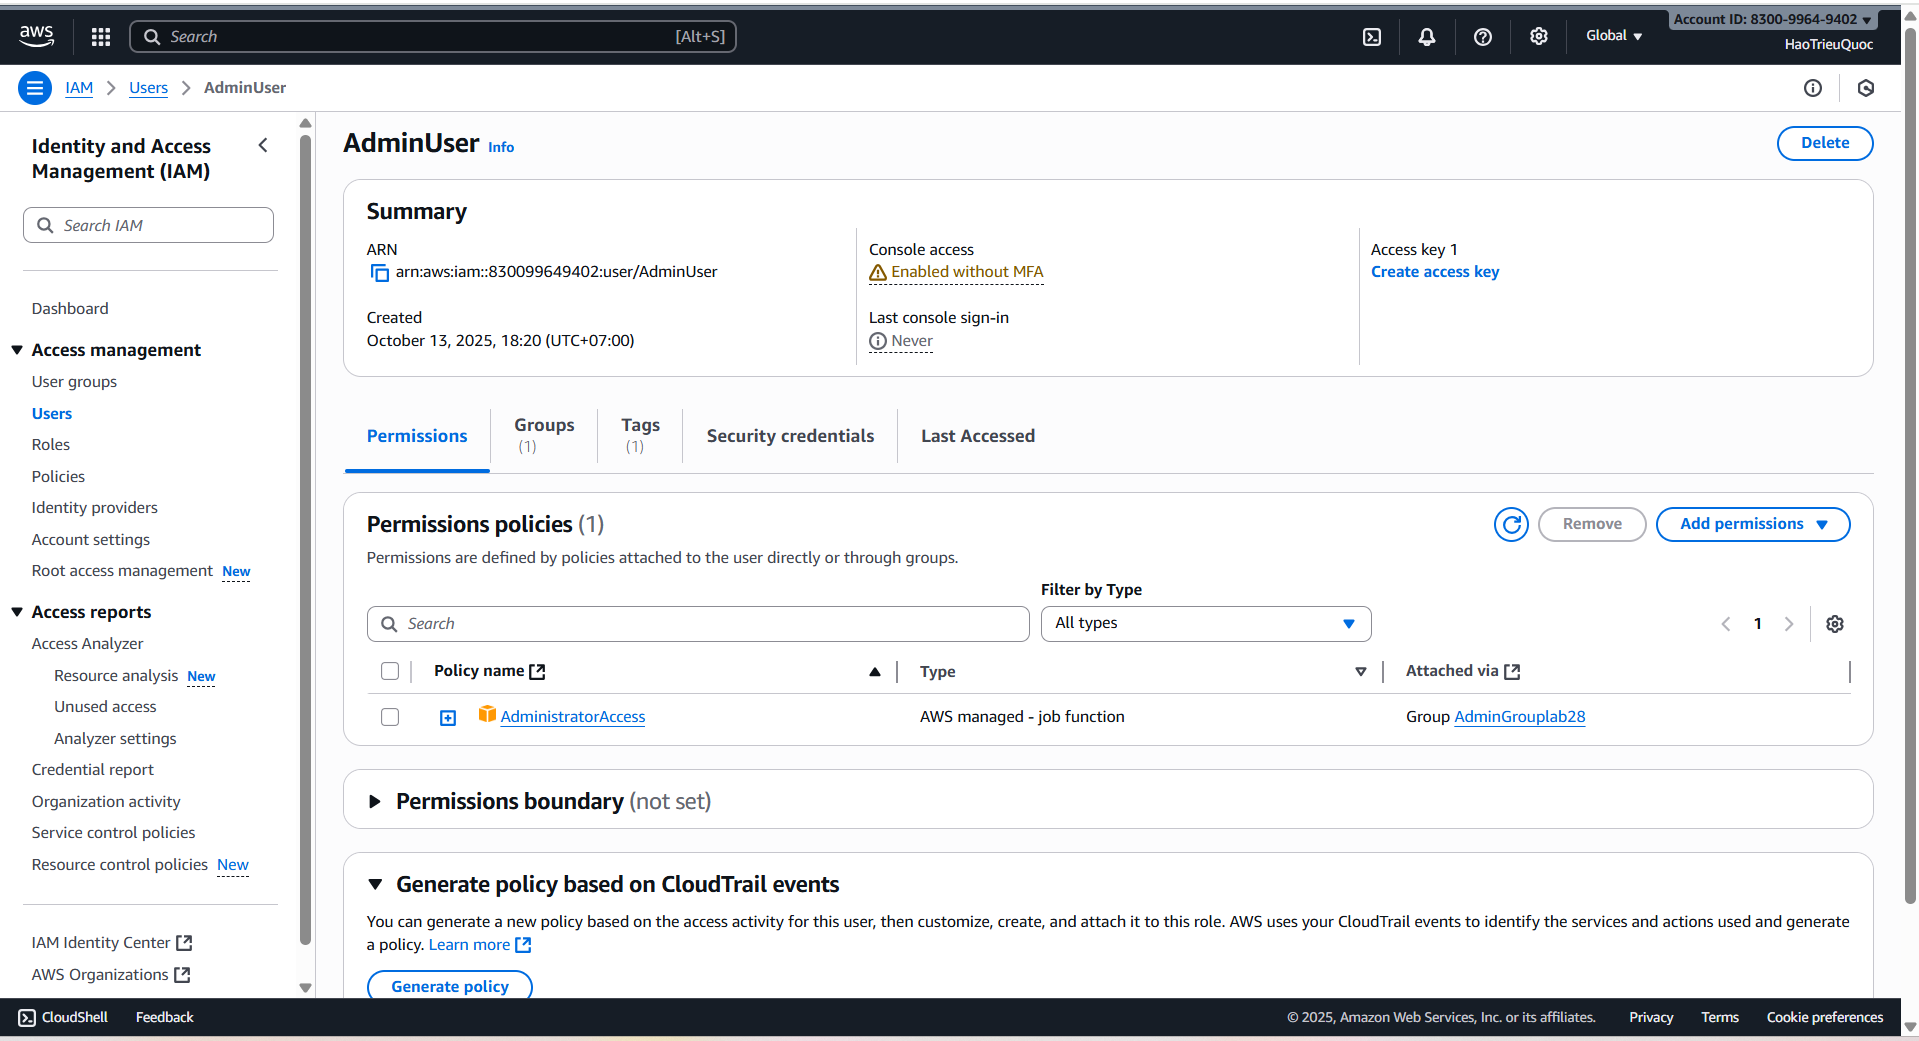 aws
Search [Alt+S]
Global
Account ID: 8300-9964-9402
HaoTrieuQuoc
IAM > Users > AdminUser
Identity and Access
Management (IAM)
Search IAM
Dashboard
Access management
User groups
Users
Roles
Policies
Identity providers
Account settings
Root access management New
Access reports
Access Analyzer
Resource analysis New
Unused access
Analyzer settings
Credential report
Organization activity
Service control policies
Resource control policies New
IAM Identity Center
AWS Organizations
AdminUser Info
Delete
Summary
ARN
arn:aws:iam::830099649402:user/AdminUser
Created
October 13, 2025, 18:20 (UTC+07:00)
Console access
Enabled without MFA
Last console sign-in
Never
Access key 1
Create access key
Permissions
Groups
(1)
Tags
(1)
Security credentials
Last Accessed
Permissions policies (1)
Remove
Add permissions
Permissions are defined by policies attached to the user directly or through groups.
Filter by Type
Search
All types
1
Policy name
Type
Attached via
AdministratorAccess
AWS managed - job function
Group AdminGrouplab28
Permissions boundary (not set)
Generate policy based on CloudTrail events
You can generate a new policy based on the access activity for this user, then customize, create, and attach it to this role. AWS uses your CloudTrail events to identify the services and actions used and generate
a policy. Learn more
Generate policy
CloudShell
Feedback
© 2025, Amazon Web Services, Inc. or its affiliates.
Privacy
Terms
Cookie preferences